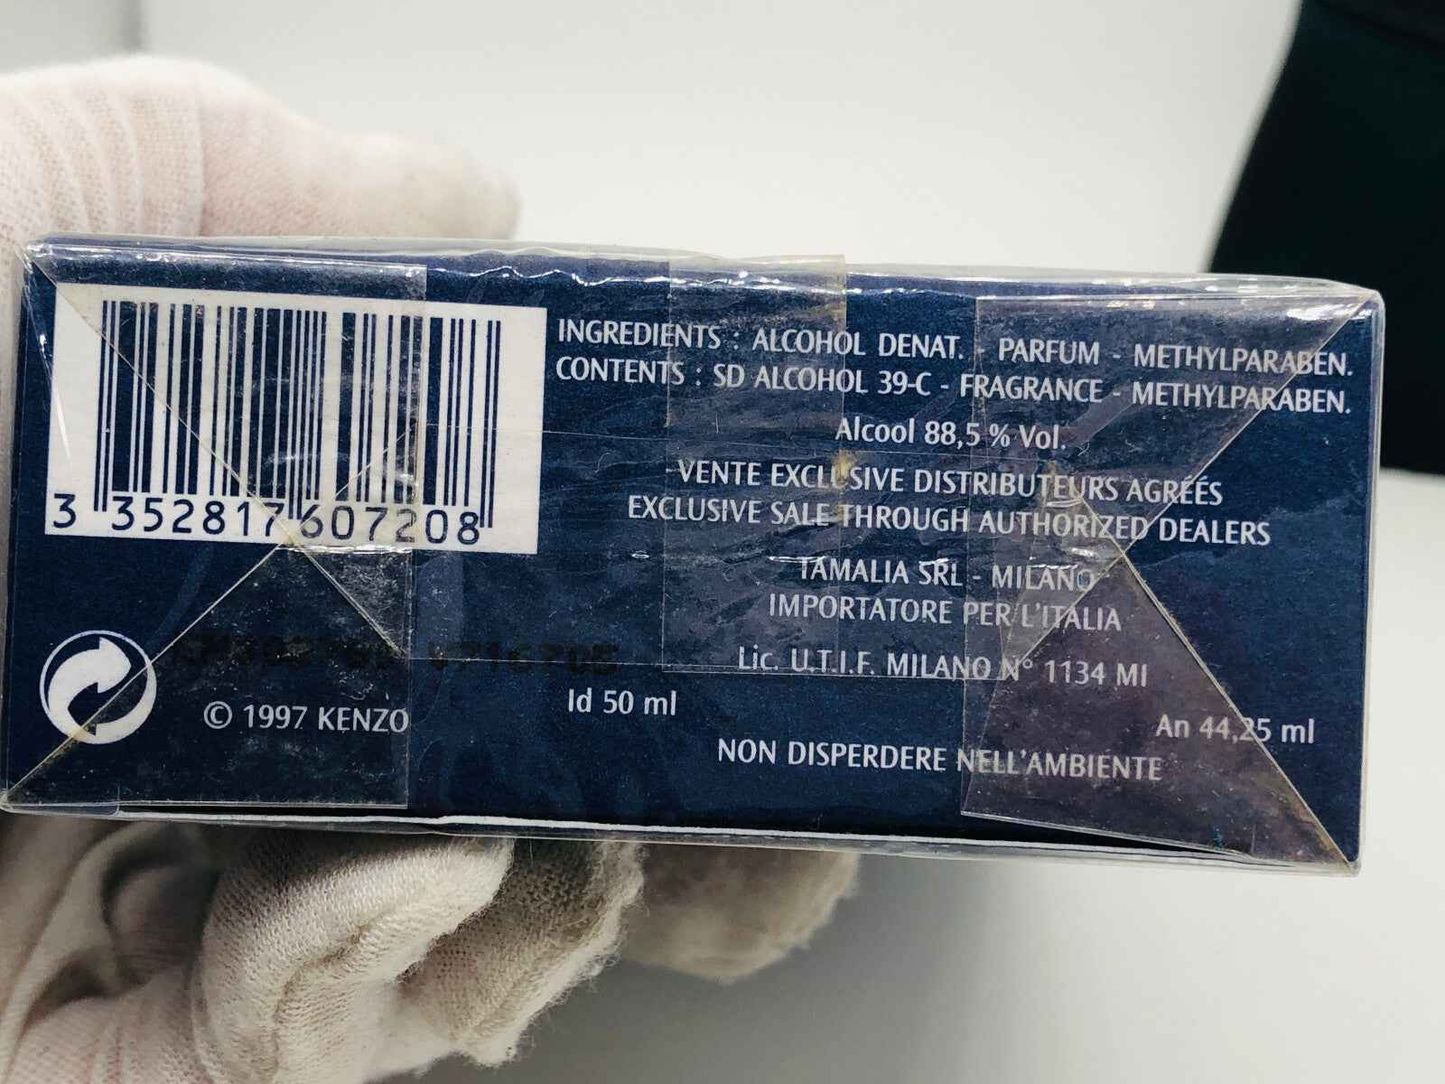 INGREDIENTS : ALCOHOL DENAT. - PARFUM - METHYLPARABEN.
CONTENTS : SD ALCOHOL 39-C - FRAGRANCE - METHYLPARABEN.
Alcool 88,5 % Vol.
VENTE EXCLUSIVE DISTRIBUTEURS AGRÉÉS
EXCLUSIVE SALE THROUGH AUTHORIZED DEALERS
3 352817 607208
TAMALIA SRL - MILANO
IMPORTATORE PER L'ITALIA
Lic. U.T.I.F. MILANO N° 1134 MI
© 1997 KENZO
Id 50 ml
An 44,25 ml
NON DISPERDERE NELL'AMBIENTE